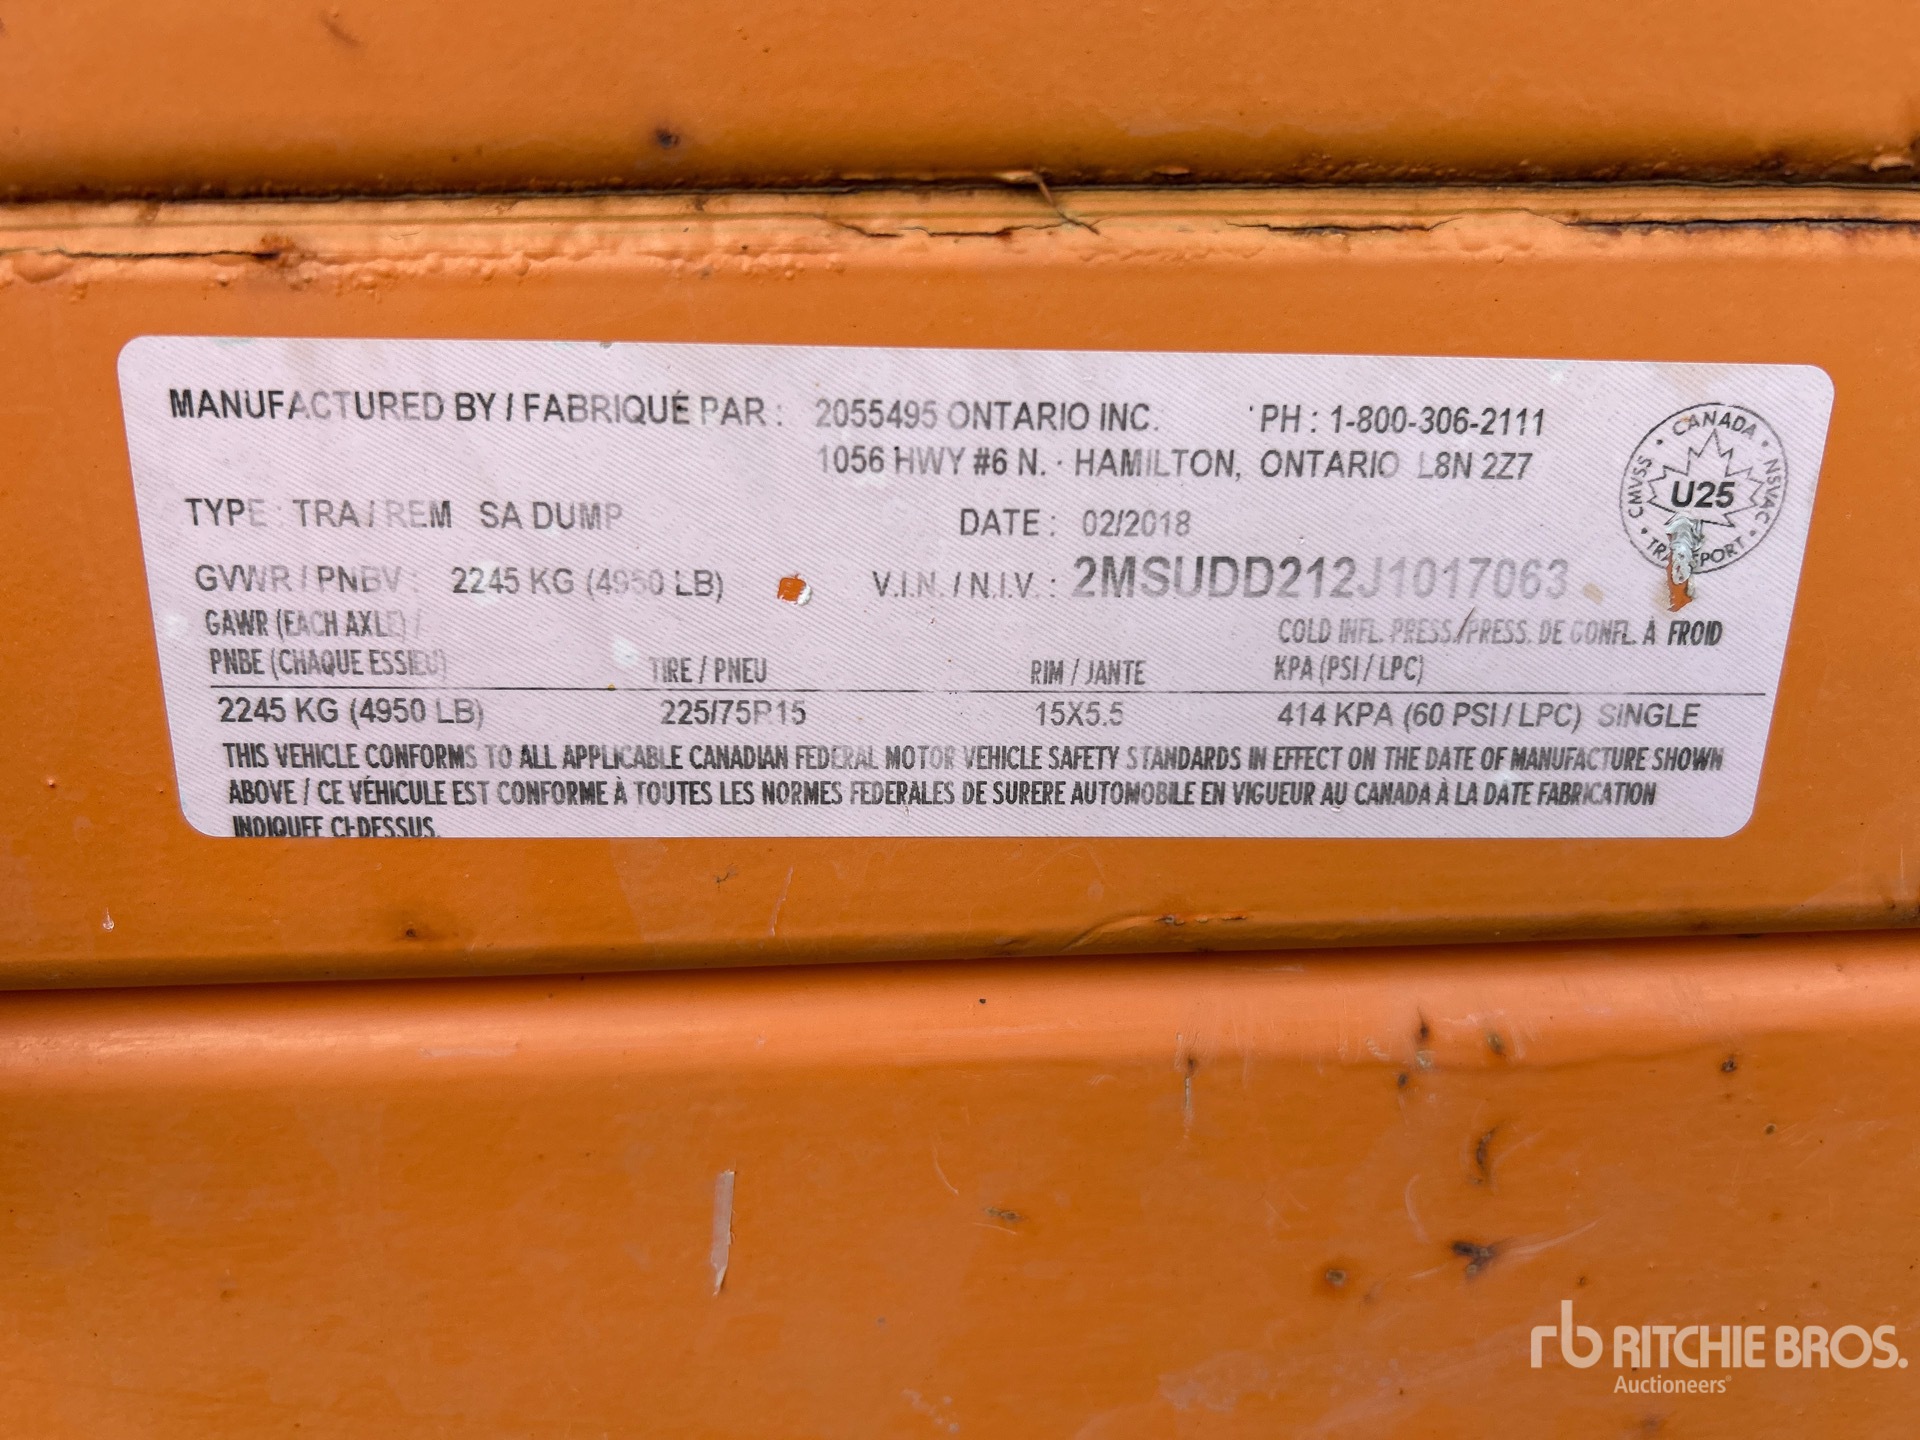 MANUFACTURED BY / FABRIQUÉ PAR : 2055495 ONTARIO INC. PH : 1-800-306-2111
1056 HWY #6 N. · HAMILTON, ONTARIO L8N 2Z7
TYPE : TRA / REM SA DUMP DATE : 02/2018
GVWR / PNBV : 2245 KG (4950 LB) V.I.N. / N.I.V. : 2MSUDD212J1017063
GAWR (EACH AXLE) /
PNBE (CHAQUE ESSIEU) TIRE / PNEU RIM / JANTE COLD INFL. PRESS./PRESS. DE GONFL. À FROID
KPA (PSI / LPC)
2245 KG (4950 LB) 225/75R15 15X5.5 414 KPA (60 PSI / LPC) SINGLE
THIS VEHICLE CONFORMS TO ALL APPLICABLE CANADIAN FEDERAL MOTOR VEHICLE SAFETY STANDARDS IN EFFECT ON THE DATE OF MANUFACTURE SHOWN
ABOVE / CE VÉHICULE EST CONFORME À TOUTES LES NORMES FEDERALES DE SURERE AUTOMOBILE EN VIGUEUR AU CANADA À LA DATE FABRICATION
INDIQUEE CI-DESSUS.
CANADA
CMVSS · NSVAC
U25
TRANSPORT
rb RITCHIE BROS.
Auctioneers